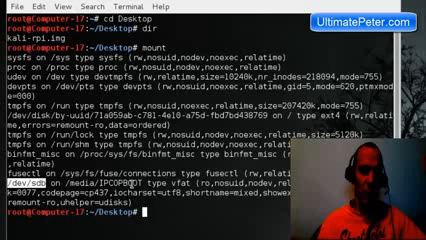 File Edit View Search Terminal Help
UltimatePeter.com
root@Computer-17:~# cd Desktop
root@Computer-17:~/Desktop# dir
kali-rpi.img
root@Computer-17:~/Desktop# mount
sysfs on /sys type sysfs (rw,nosuid,nodev,noexec,relatime)
proc on /proc type proc (rw,nosuid,nodev,noexec,relatime)
udev on /dev type devtmpfs (rw,relatime,size=10240k,nr_inodes=218094,mode=755)
devpts on /dev/pts type devpts (rw,nosuid,noexec,relatime,gid=5,mode=620,ptmxmo
de=000)
tmpfs on /run type tmpfs (rw,nosuid,noexec,relatime,size=207420k,mode=755)
/dev/disk/by-uuid/71a059ab-c781-4e10-a75d-fbd7bd438769 on / type ext4 (rw,relat
ime,errors=remount-ro,data=ordered)
tmpfs on /run/lock type tmpfs (rw,nosuid,nodev,noexec,relatime,size=5120k)
tmpfs on /run/shm type tmpfs (rw,nosuid,nodev,noexec,relatime,
binfmt_misc on /proc/sys/fs/binfmt_misc type binfmt_misc (rw,
,relatime)
fusectl on /sys/fs/fuse/connections type fusectl (rw,relatim
/dev/sdb on /media/IPCOPBOOT type vfat (ro,nosuid,nodev,rel
k=0077,codepage=cp437,iocharset=utf8,shortname=mixed,showex
remount-ro,uhelper=udisks)
root@Computer-17:~/Desktop#